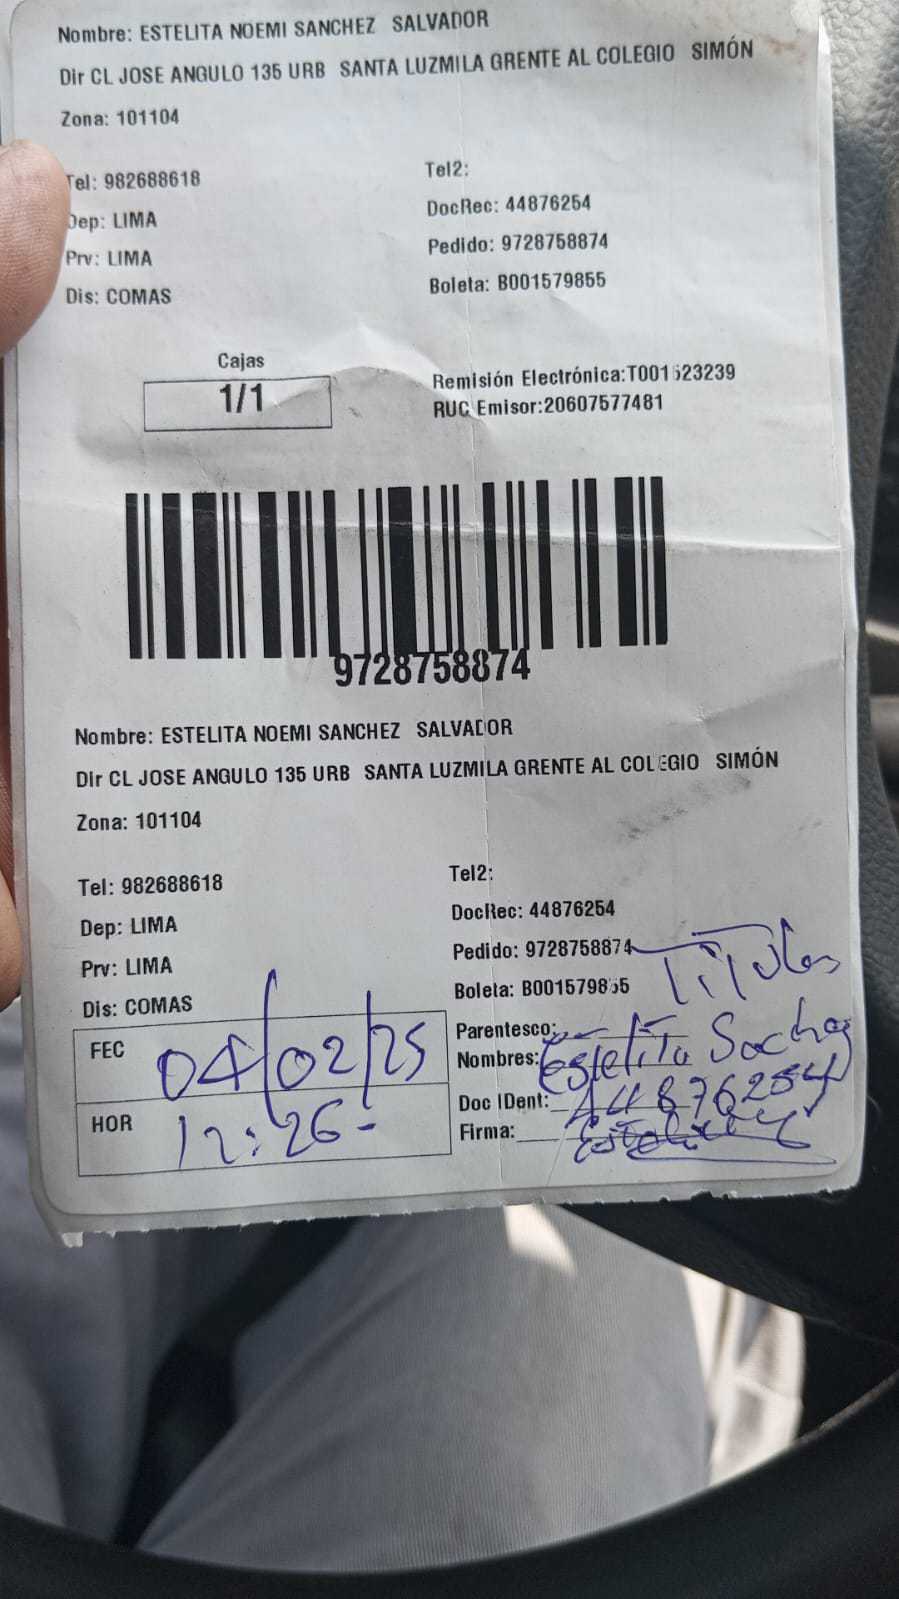 Nombre: ESTELITA NOEMI SANCHEZ SALVADOR
Dir CL JOSE ANGULO 135 URB SANTA LUZMILA GRENTE AL COLEGIO SIMÓN
Zona: 101104
Tel: 982688618 Tel2:
DocRec: 44876254
Dep: LIMA
Pedido: 9728758874
Prv: LIMA
Boleta: B001579855
Dis: COMAS
Cajas
1/1
Remisión Electrónica:T001523239
RUC Emisor:20607577481
9728758874
Nombre: ESTELITA NOEMI SANCHEZ SALVADOR
Dir CL JOSE ANGULO 135 URB SANTA LUZMILA GRENTE AL COLEGIO SIMÓN
Zona: 101104
Tel: 982688618 Tel2:
DocRec: 44876254
Dep: LIMA
Pedido: 9728758874
Prv: LIMA
Boleta: B001579855
Titular
Dis: COMAS
Parentesco:
FEC 04/02/25
Nombres: Estelita Sachez
Doc IDent: 44876254
HOR 12:26
Firma: